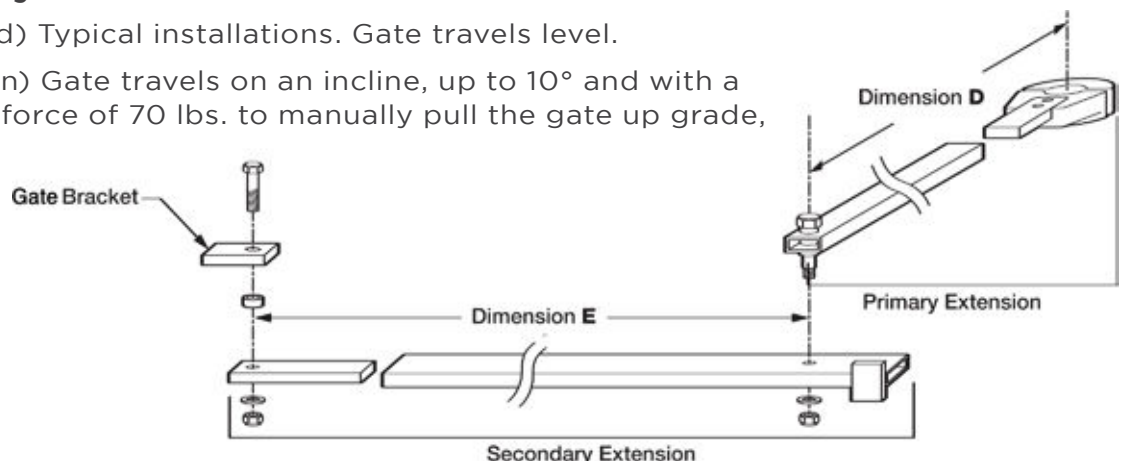 d) Typical installations. Gate travels level.
n) Gate travels on an incline, up to 10° and with a
force of 70 lbs. to manually pull the gate up grade,
Dimension D
Gate Bracket
Primary Extension
Dimension E
Secondary Extension